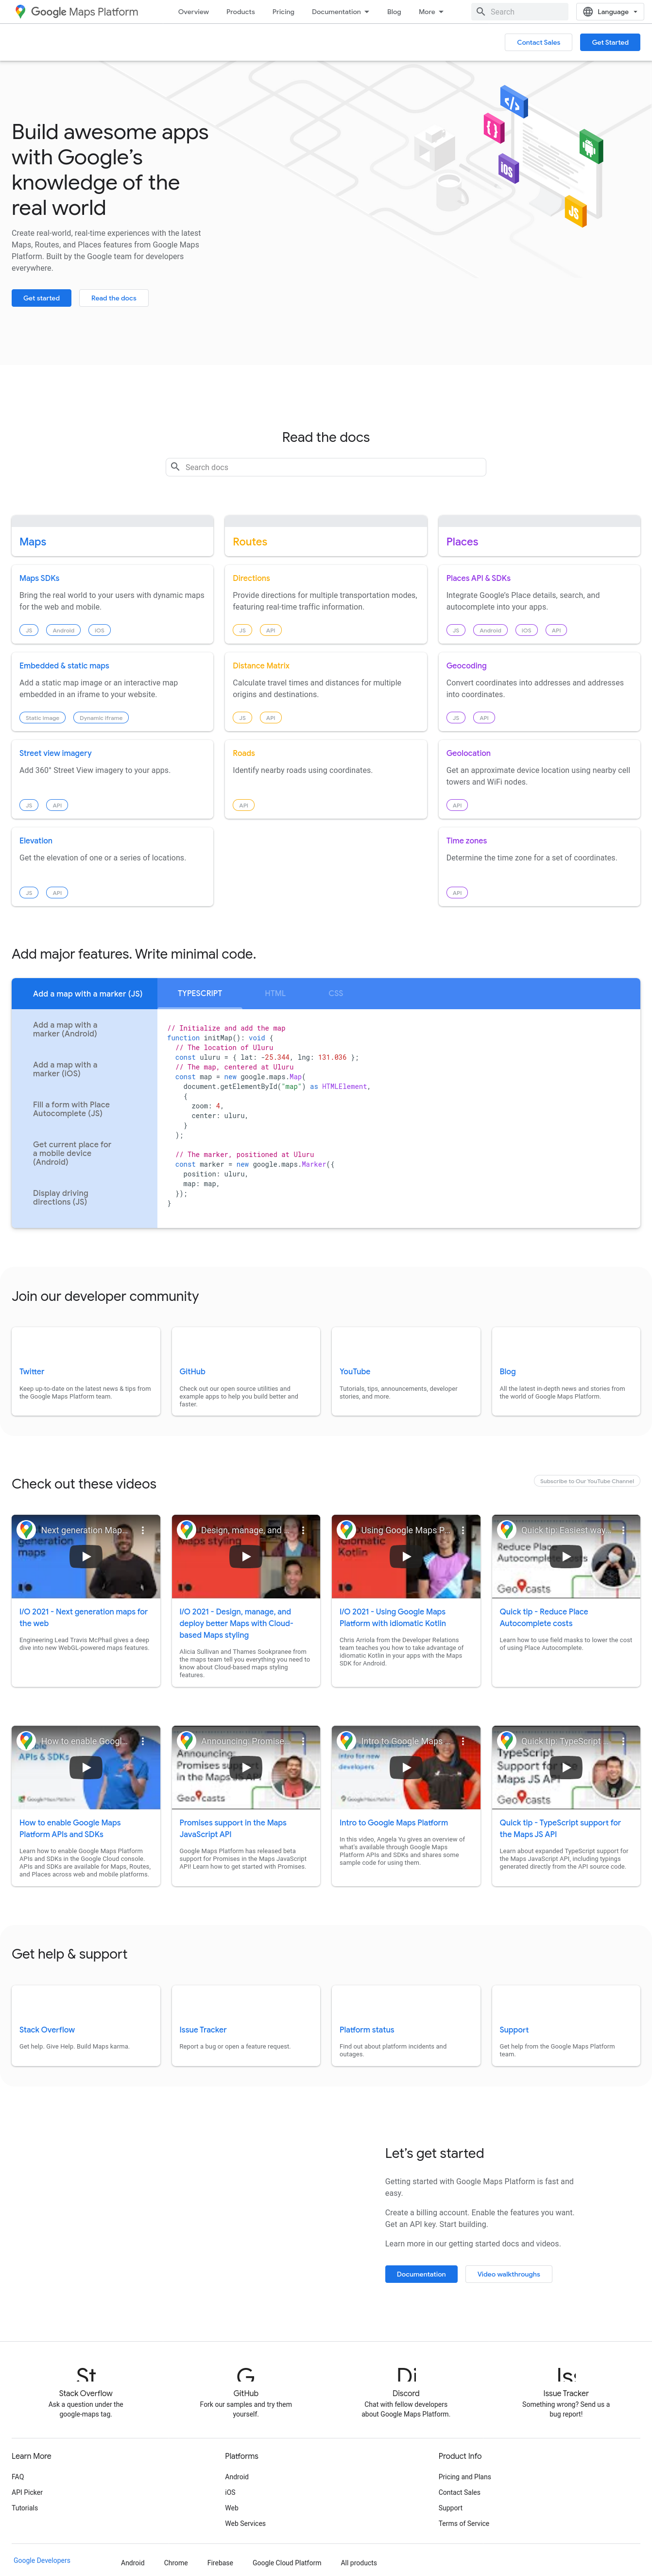 Google Maps Platform
Overview Products Pricing Documentation Blog More Search Language
Contact Sales Get Started
Build awesome apps
with Google’s
knowledge of the
real world
Create real-world, real-time experiences with the latest
Maps, Routes, and Places features from Google Maps
Platform. Built by the Google team for developers
everywhere.
Get started Read the docs
</>
{ }
iOS
JS
Read the docs
Search docs
Maps
Maps SDKs
Bring the real world to your users with dynamic maps
for the web and mobile.
JS Android iOS
Embedded & static maps
Add a static map image or an interactive map
embedded in an iframe to your website.
Static Image Dynamic iframe
Street view imagery
Add 360° Street View imagery to your apps.
JS API
Elevation
Get the elevation of one or a series of locations.
JS API
Routes
Directions
Provide directions for multiple transportation modes,
featuring real-time traffic information.
JS API
Distance Matrix
Calculate travel times and distances for multiple
origins and destinations.
JS API
Roads
Identify nearby roads using coordinates.
API
Places
Places API & SDKs
Integrate Google’s Place details, search, and
autocomplete into your apps.
JS Android IOS API
Geocoding
Convert coordinates into addresses and addresses
into coordinates.
JS API
Geolocation
Get an approximate device location using nearby cell
towers and WiFi nodes.
API
Time zones
Determine the time zone for a set of coordinates.
API
Add major features. Write minimal code.
Add a map with a marker (JS)
Add a map with a
marker (Android)
Add a map with a
marker (iOS)
Fill a form with Place
Autocomplete (JS)
Get current place for
a mobile device
(Android)
Display driving
directions (JS)
TYPESCRIPT HTML CSS
// Initialize and add the map
function initMap(): void {
// The location of Uluru
const uluru = { lat: -25.344, lng: 131.036 };
// The map, centered at Uluru
const map = new google.maps.Map(
document.getElementById("map") as HTMLElement,
{
zoom: 4,
center: uluru,
}
);
// The marker, positioned at Uluru
const marker = new google.maps.Marker({
position: uluru,
map: map,
});
}
Join our developer community
Twitter
Keep up-to-date on the latest news & tips from
the Google Maps Platform team.
GitHub
Check out our open source utilities and
example apps to help you build better and
faster.
YouTube
Tutorials, tips, announcements, developer
stories, and more.
Blog
All the latest in-depth news and stories from
the world of Google Maps Platform.
Check out these videos
Subscribe to Our YouTube Channel
Next generation Map...
maps
I/O 2021 - Next generation maps for
the web
Engineering Lead Travis McPhail gives a deep
dive into new WebGL-powered maps features.
Design, manage, and ...
Maps styling
I/O 2021 - Design, manage, and
deploy better Maps with Cloud-
based Maps styling
Alicia Sullivan and Thames Sookpranee from
the maps team tell you everything you need to
know about Cloud-based maps styling
features.
Using Google Maps P...
Kotlin
I/O 2021 - Using Google Maps
Platform with idiomatic Kotlin
Chris Arriola from the Developer Relations
team teaches you how to take advantage of
idiomatic Kotlin in your apps with the Maps
SDK for Android.
Quick tip: Easiest way...
Reduce Place
Autocomplete Costs
Quick tip - Reduce Place
Autocomplete costs
Learn how to use field masks to lower the cost
of using Place Autocomplete.
How to enable Googl...
APIs & SDKs
Google Maps Platform
How to enable Google Maps
Platform APIs and SDKs
Learn how to enable Google Maps Platform
APIs and SDKs in the Google Cloud console.
APIs and SDKs are available for Maps, Routes,
and Places across web and mobile platforms.
Announcing: Promise...
Announcing:
Promise support
in the Maps JS API
Promises support in the Maps
JavaScript API
Google Maps Platform has released beta
support for Promises in the Maps JavaScript
API! Learn how to get started with Promises.
Intro to Google Maps ...
intro for new
developers
Google Maps Platform
Intro to Google Maps Platform
In this video, Angela Yu gives an overview of
what's available through Google Maps
Platform APIs and SDKs and shares some
sample code for using them.
Quick tip: TypeScript ...
TypeScript
Support for the
Maps JS API
Quick tip - TypeScript support for
the Maps JS API
Learn about expanded TypeScript support for
the Maps JavaScript API, including typings
generated directly from the API source code.
Get help & support
Stack Overflow
Get help. Give Help. Build Maps karma.
Issue Tracker
Report a bug or open a feature request.
Platform status
Find out about platform incidents and
outages.
Support
Get help from the Google Maps Platform
team.
Let’s get started
Getting started with Google Maps Platform is fast and
easy.
Create a billing account. Enable the features you want.
Get an API key. Start building.
Learn more in our getting started docs and videos.
Documentation Video walkthroughs
St
Stack Overflow
Ask a question under the
google-maps tag.
G
GitHub
Fork our samples and try them
yourself.
Di
Discord
Chat with fellow developers
about Google Maps Platform.
Iss
Issue Tracker
Something wrong? Send us a
bug report!
Learn More
FAQ
API Picker
Tutorials
Platforms
Android
iOS
Web
Web Services
Product Info
Pricing and Plans
Contact Sales
Support
Terms of Service
Google Developers Android Chrome Firebase Google Cloud Platform All products